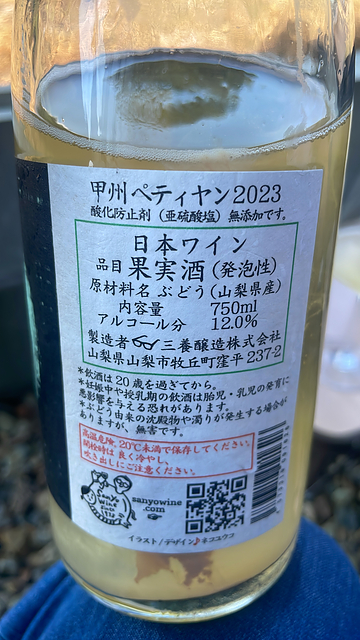 甲州ペティヤン2023
酸化防止剤（亜硫酸塩）無添加です。
日本ワイン
品目 果実酒（発泡性）
原材料名 ぶどう（山梨県産）
内容量 750ml
アルコール分 12.0%
製造者 三養醸造株式会社
山梨県山梨市牧丘町窪平237-2
*飲酒は20歳を過ぎてから。
*妊娠中や授乳期の飲酒は胎児・乳児の発育に
悪影響を与える恐れがあります。
*ぶどう由来の沈殿物や濁りが発生する場合が
ありますが、無害です。
高温危険、20℃未満で保存してください。
開栓時は良く冷やし、
吹き出しにご注意ください。
sanyowine
.com
イラスト/デザイン♪ネコユウコ